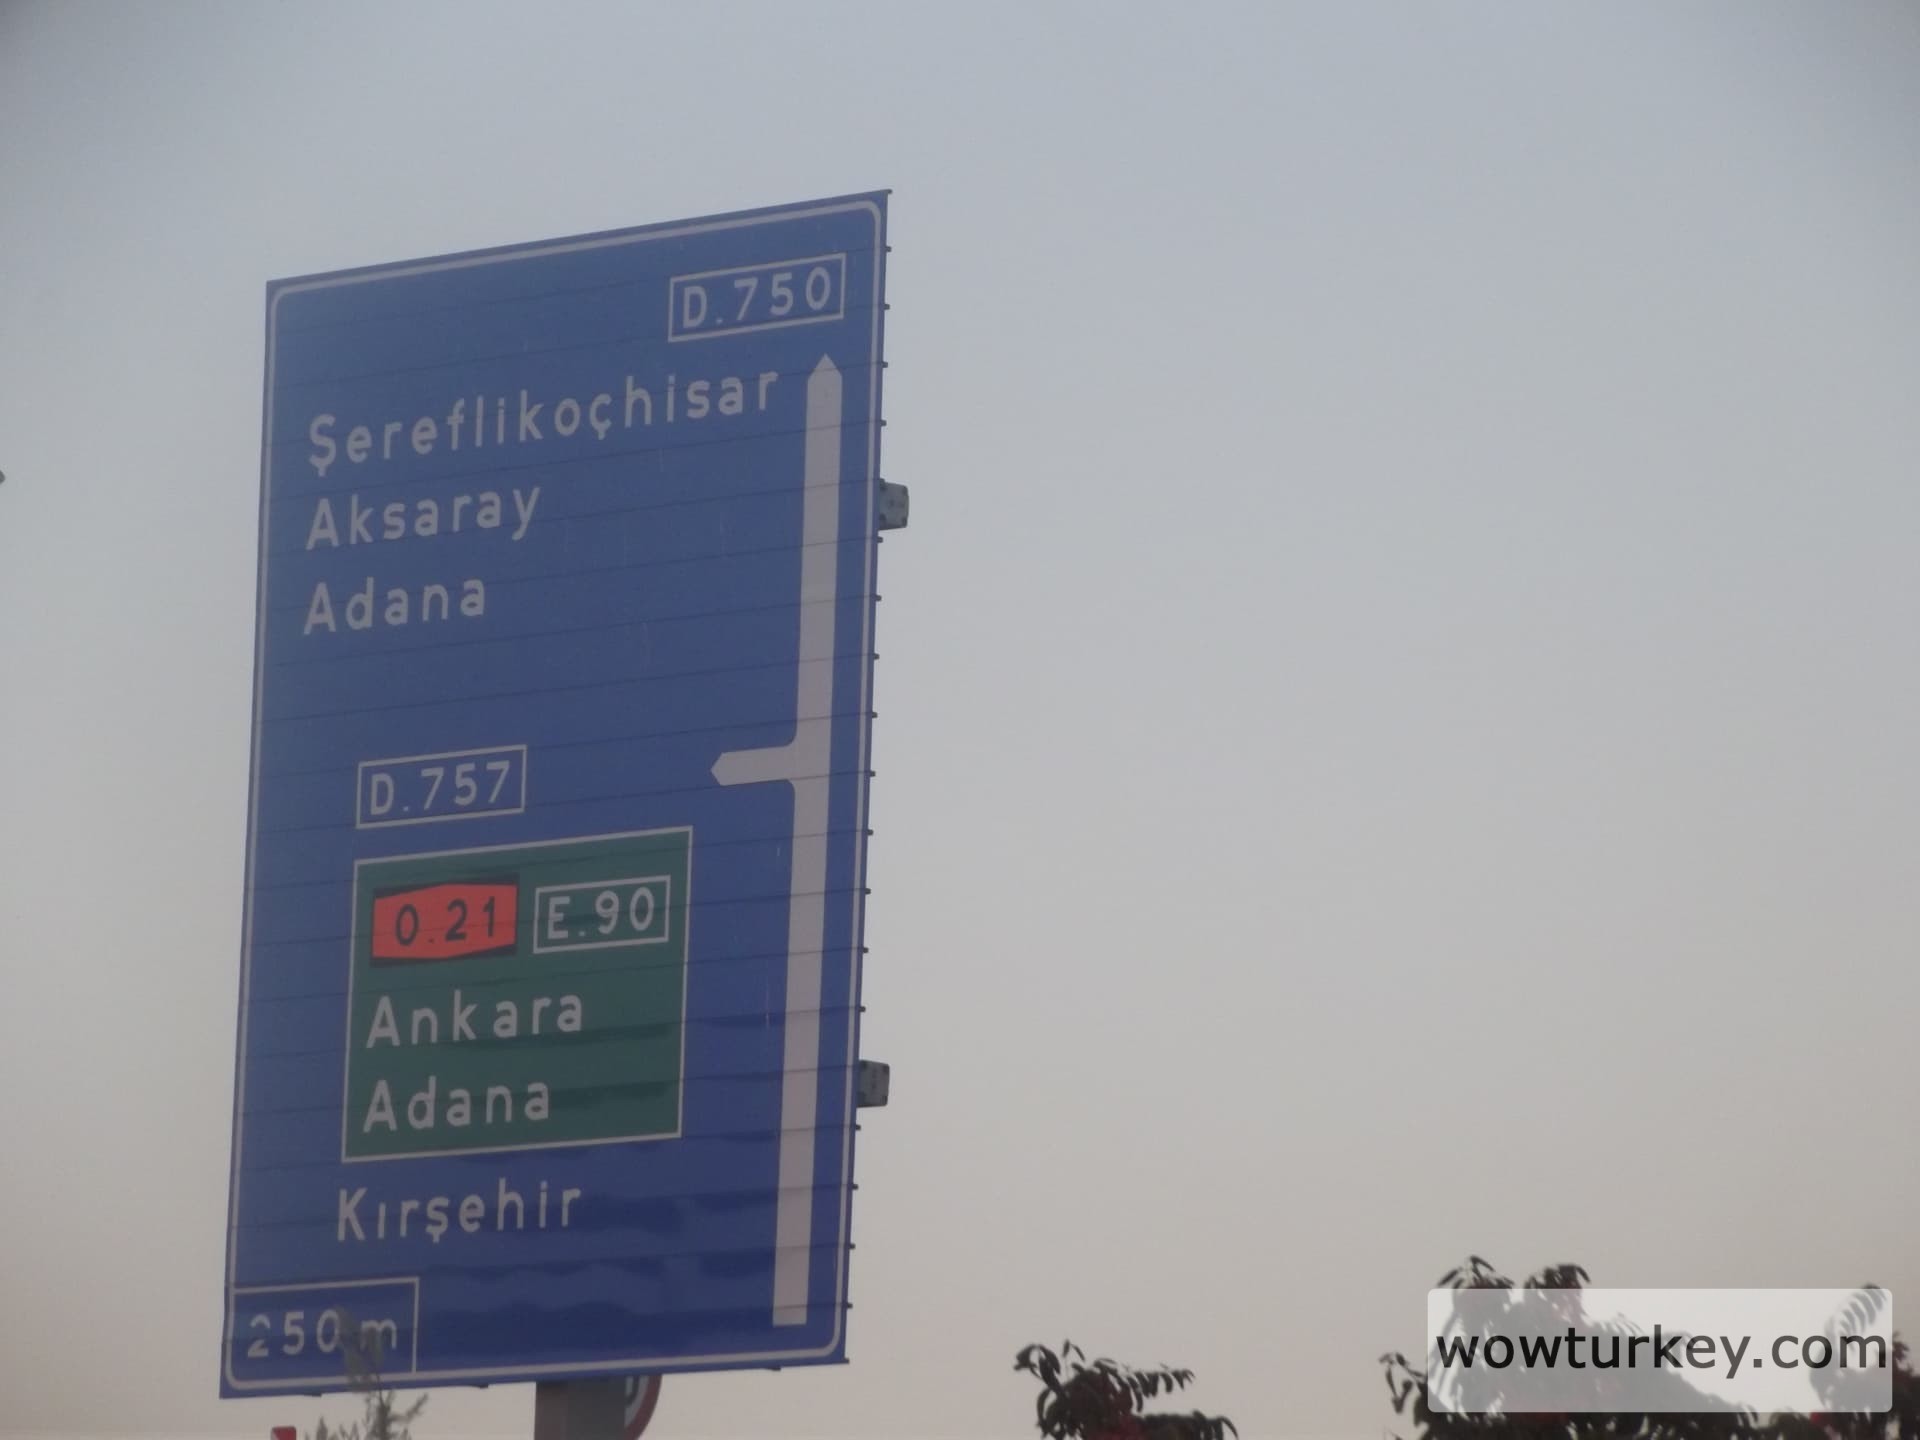 D.750
Şereflikoçhisar
Aksaray
Adana
D.757
O.21 E.90
Ankara
Adana
Kırşehir
250 m
wowturkey.com